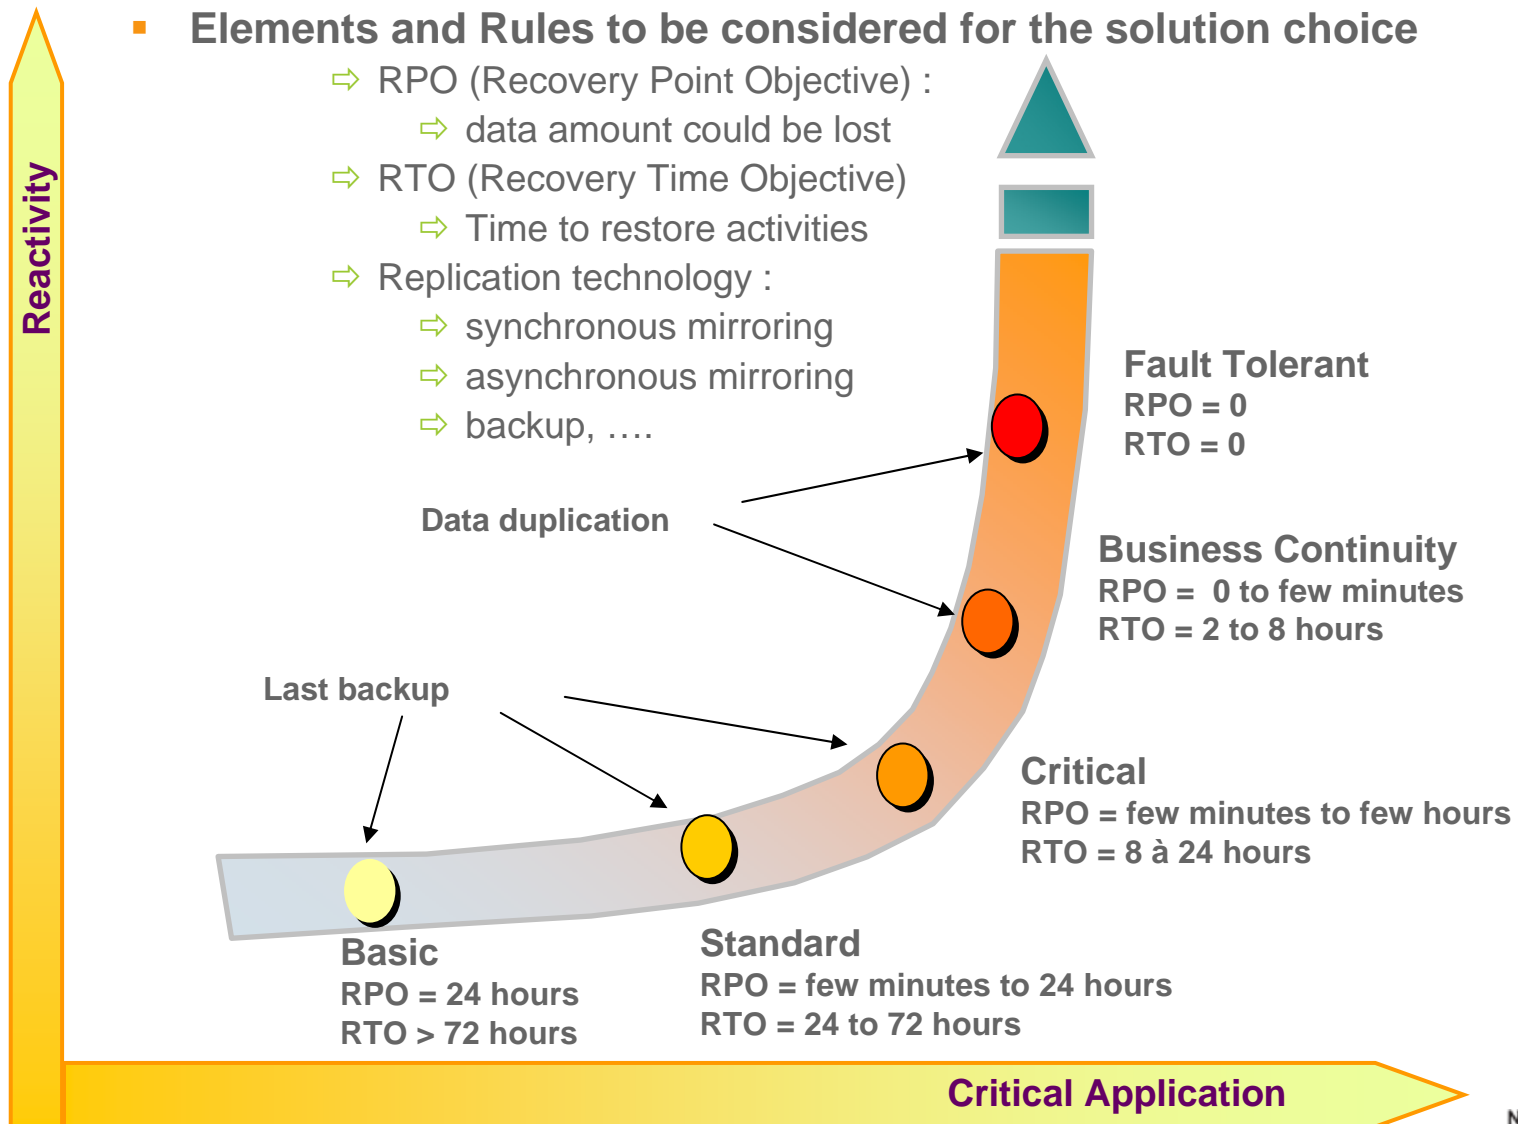 Elements and Rules to be considered for the solution choice
RPO (Recovery Point Objective) :
data amount could be lost
RTO (Recovery Time Objective)
Time to restore activities
Replication technology :
synchronous mirroring
asynchronous mirroring
backup, ....
Reactivity
Fault Tolerant
RPO = 0
RTO = 0
Data duplication
Business Continuity
RPO = 0 to few minutes
RTO = 2 to 8 hours
Last backup
Critical
RPO = few minutes to few hours
RTO = 8 à 24 hours
Standard
RPO = few minutes to 24 hours
RTO = 24 to 72 hours
Basic
RPO = 24 hours
RTO > 72 hours
Critical Application